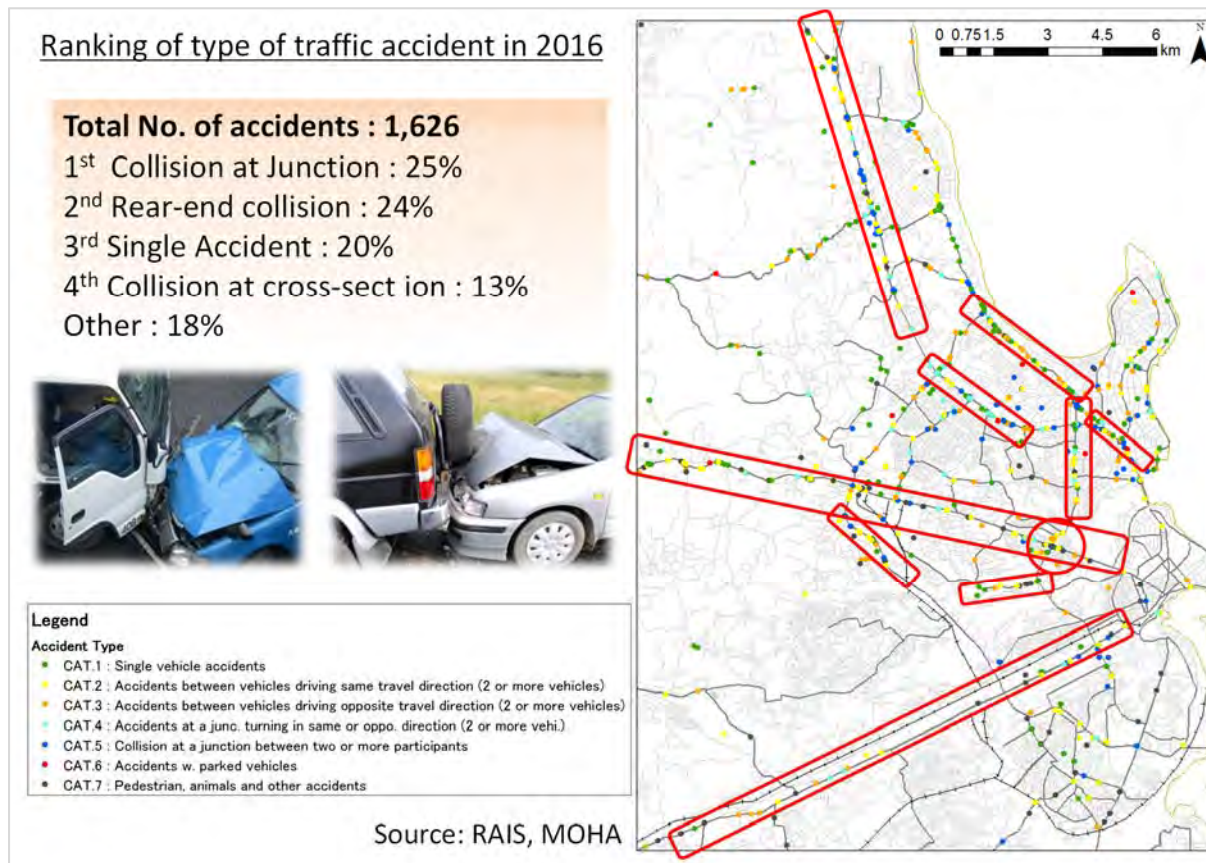 Ranking of type of traffic accident in 2016
Total No. of accidents : 1,626
1st Collision at Junction : 25%
2nd Rear-end collision : 24%
3rd Single Accident : 20%
4th Collision at cross-sect ion : 13%
Other : 18%
Legend
Accident Type
CAT.1 : Single vehicle accidents
CAT.2 : Accidents between vehicles driving same travel direction (2 or more vehicles)
CAT.3 : Accidents between vehicles driving opposite travel direction (2 or more vehicles)
CAT.4 : Accidents at a junc. turning in same or oppo. direction (2 or more vehi.)
CAT.5 : Collision at a junction between two or more participants
CAT.6 : Accidents w. parked vehicles
CAT.7 : Pedestrian, animals and other accidents
Source: RAIS, MOHA
0 0.75 1.5 3 4.5 6
km
N